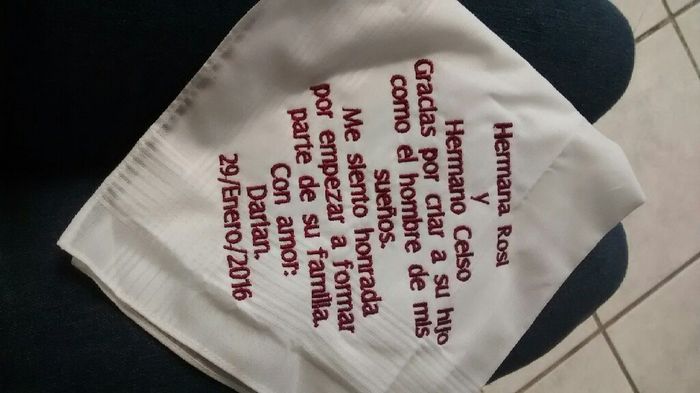 Hermana Rosi
y
Hermano Celso
Gracias por criar a su hijo
como el hombre de mis
sueños.
Me siento honrada
por empezar a formar
parte de su familia.
Con amor:
Darian.
29/Enero/2016